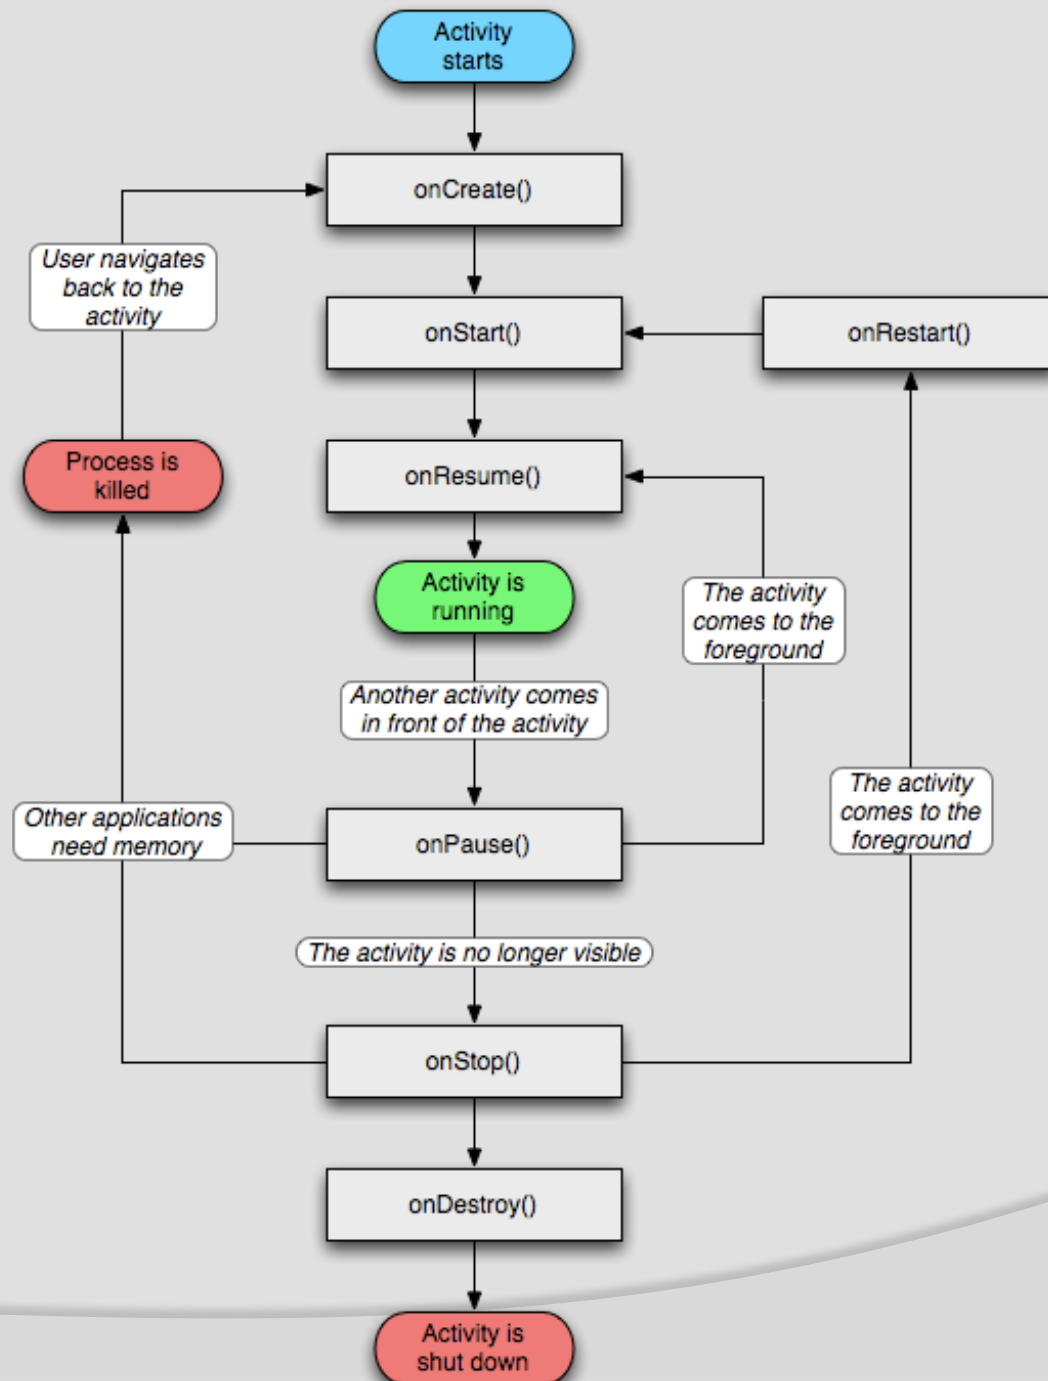 Activity
starts
onCreate()
User navigates
back to the
activity
onStart()
onRestart()
Process is
killed
onResume()
Activity is
running
The activity
comes to the
foreground
Another activity comes
in front of the activity
The activity
comes to the
foreground
Other applications
need memory
onPause()
The activity is no longer visible
onStop()
onDestroy()
Activity is
shut down